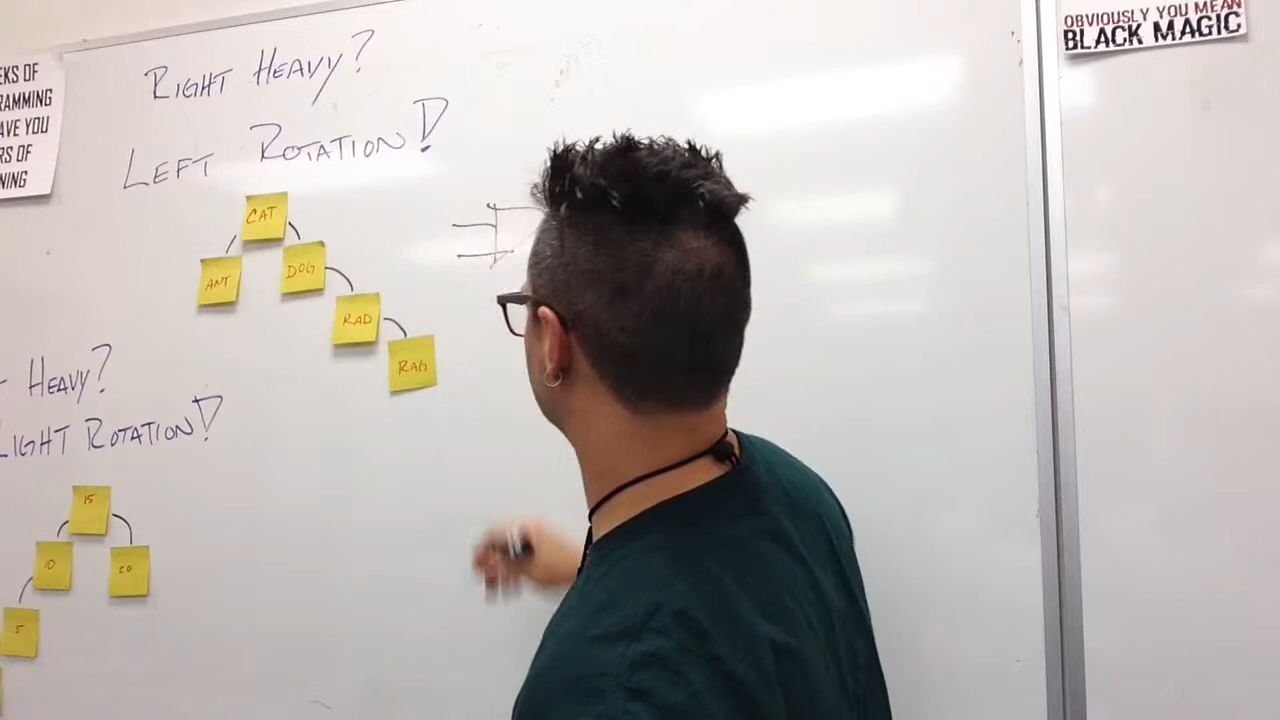 EKS OF
RAMMING
AVE YOU
RS OF
NING
RIGHT HEAVY?
LEFT ROTATION!
CAT
ANT
DOG
RAD
RAG
HEAVY?
IGHT ROTATION!
15
10
20
5
OBVIOUSLY YOU MEAN
BLACK MAGIC